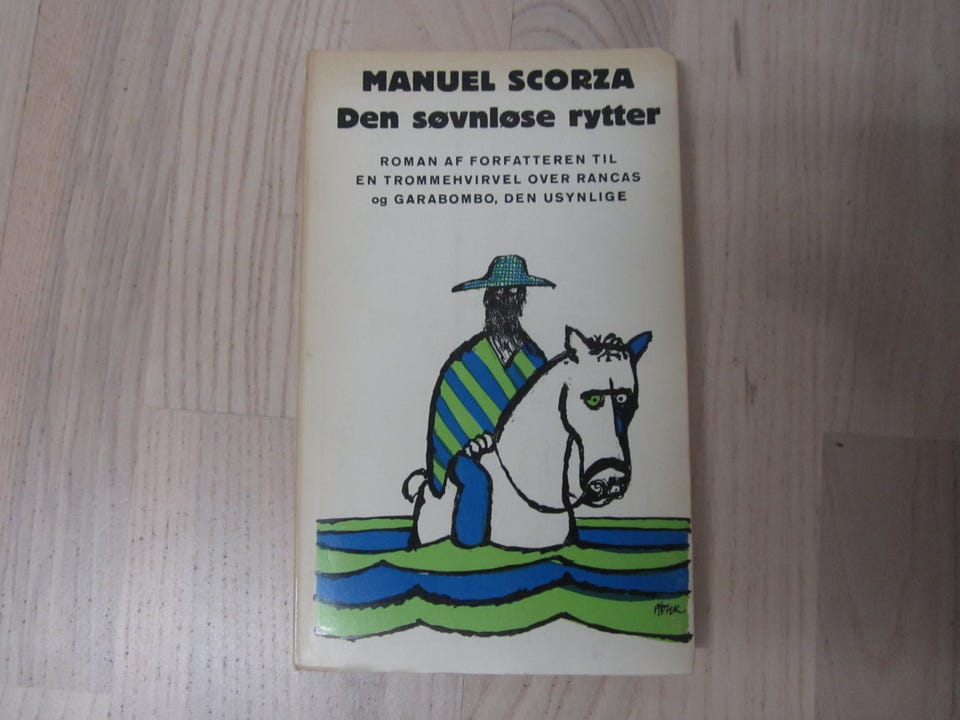 MANUEL SCORZA
Den søvnløse rytter
ROMAN AF FORFATTEREN TIL
EN TROMMEHVIRVEL OVER RANCAS
og GARABOMBO, DEN USYNLIGE